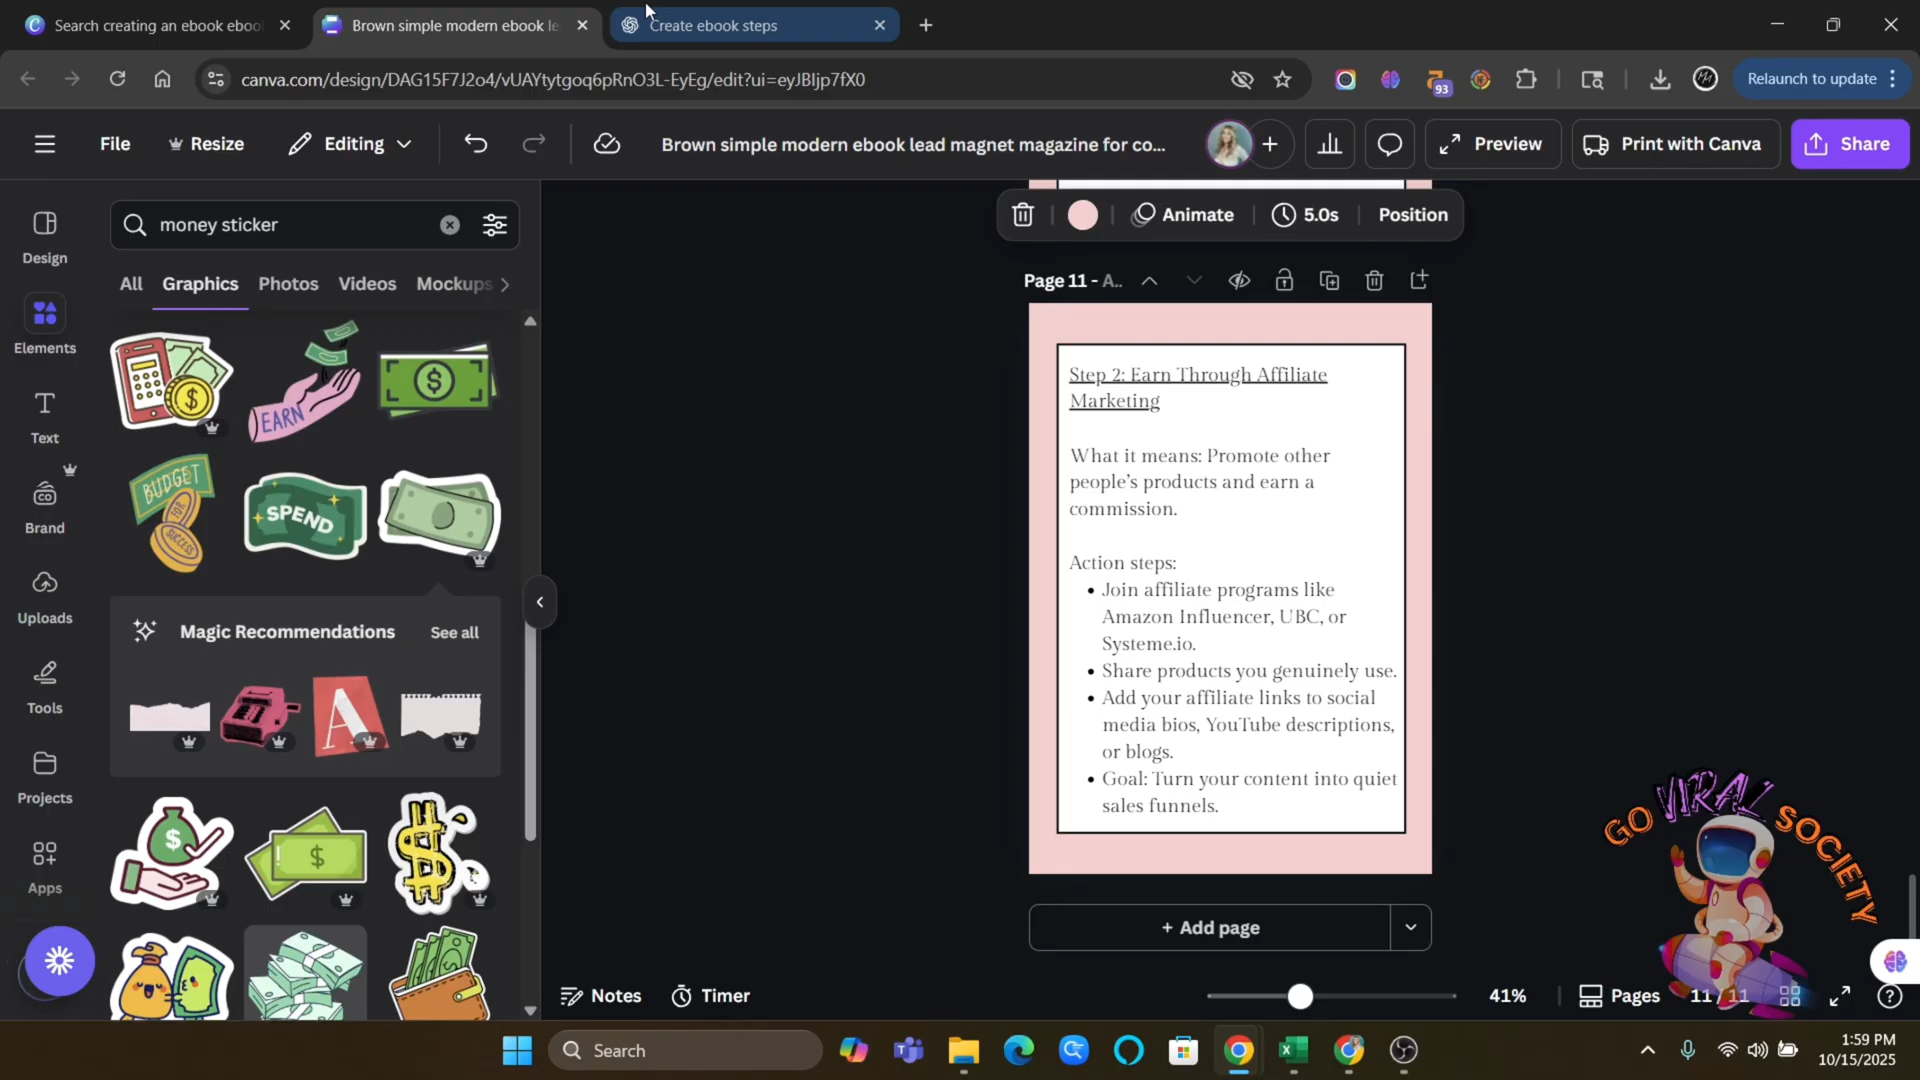 Search creating an ebook eboo
Brown simple modern ebook le
Create ebook steps
canva.com/design/DAG15F7J2o4/vUAYtytgoq6pRnO3L-EyEg/edit?ui=eyJBIjp7fX0
93
Relaunch to update
File
Resize
Editing
Brown simple modern ebook lead magnet magazine for co...
Preview
Print with Canva
Share
Design
Elements
Text
Brand
Uploads
Tools
Projects
Apps
money sticker
All
Graphics
Photos
Videos
Mockups
EARN
BUDGET
FOR
SUCCESS
SPEND
Magic Recommendations
See all
A
Animate
5.0s
Position
Page 11 - A..
Step 2: Earn Through Affiliate
Marketing
What it means: Promote other
people's products and earn a
commission.
Action steps:
• Join affiliate programs like
Amazon Influencer, UBC, or
Systeme.io.
• Share products you genuinely use.
• Add your affiliate links to social
media bios, YouTube descriptions,
or blogs.
• Goal: Turn your content into quiet
sales funnels.
+ Add page
GO VIRAL SOCIETY
Notes
Timer
41%
Pages
11 / 11
Search
1:59 PM
10/15/2025